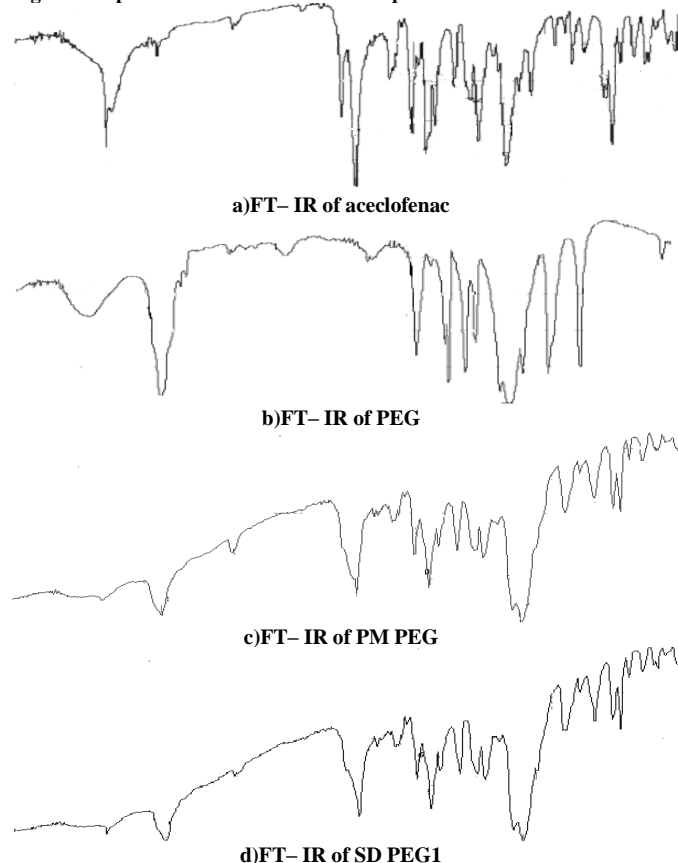 a)FT– IR of aceclofenac
b)FT– IR of PEG
c)FT– IR of PM PEG
d)FT– IR of SD PEG1